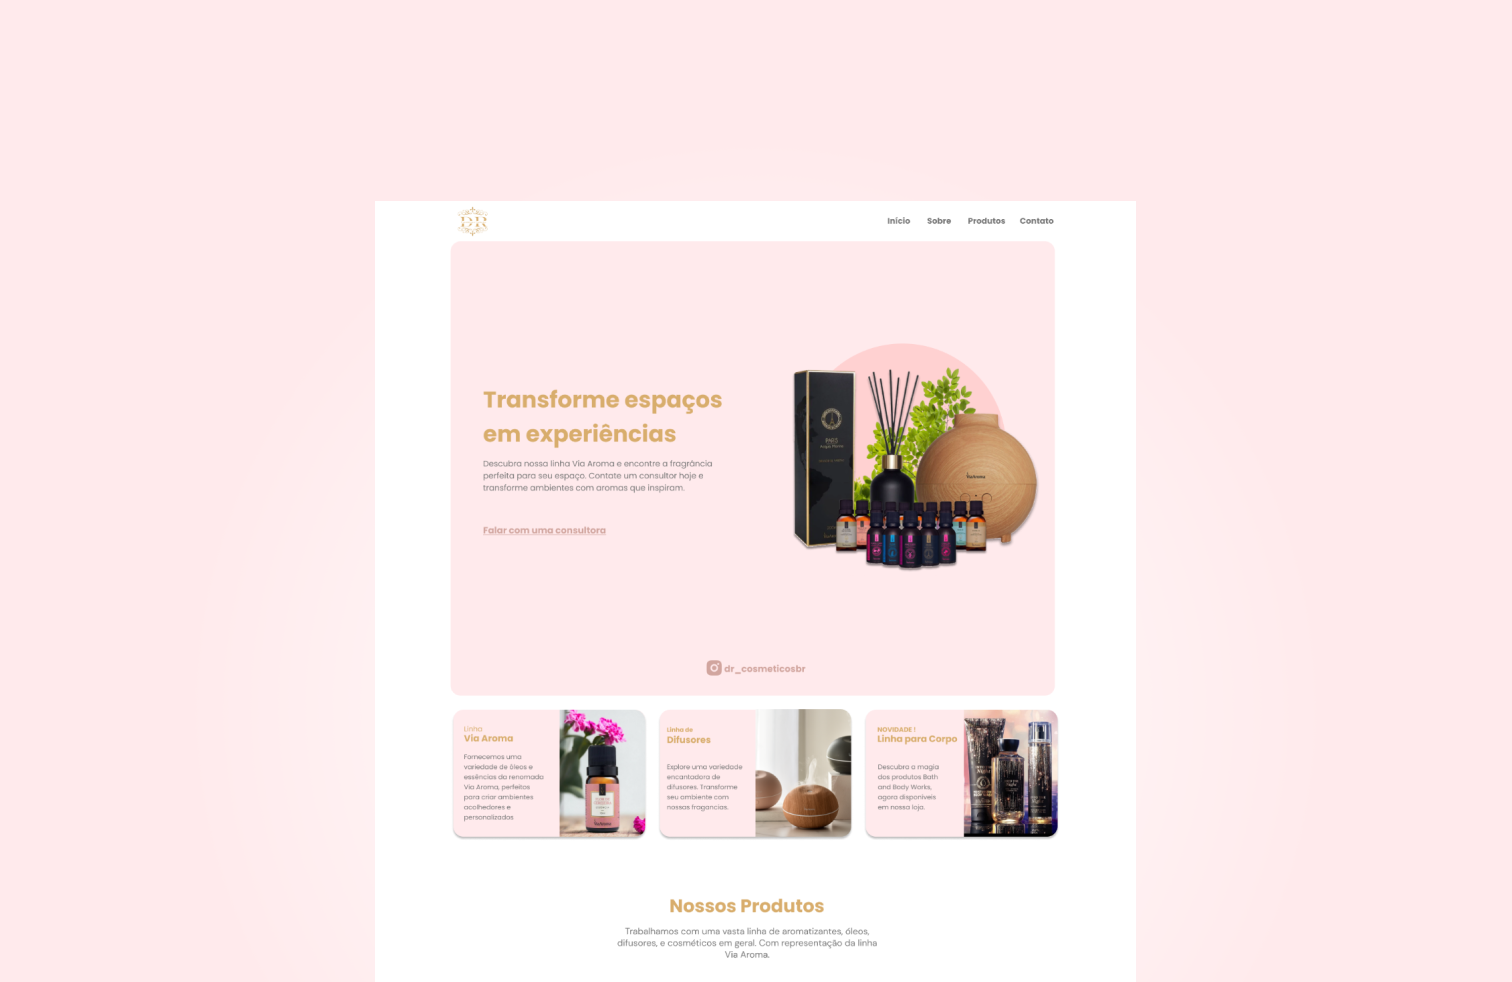 DR
Início Sobre Produtos Contato
Transforme espaços
em experiências
Descubra nossa linha Via Aroma e encontre a fragrância
perfeita para seu espaço. Contate um consultor hoje e
transforme ambientes com aromas que inspiram.
Falar com uma consultora
PARIS
dr_cosmeticosbr
Linha
Via Aroma
Fornecemos uma
variedade de óleos e
essências da renomada
Via Aroma, perfeitos
para criar ambientes
acolhedores e
personalizados
Linha de
Difusores
Explore uma variedade
encantadora de
difusores. Transforme
seu ambiente com
nossas fragancias.
NOVIDADE !
Linha para Corpo
Descubra a magia
dos produtos Bath
and Body Works,
agora disponíveis
em nossa loja.
Nossos Produtos
Trabalhamos com uma vasta linha de aromatizantes, óleos,
difusores, e cosméticos em geral. Com representação da linha
Via Aroma.